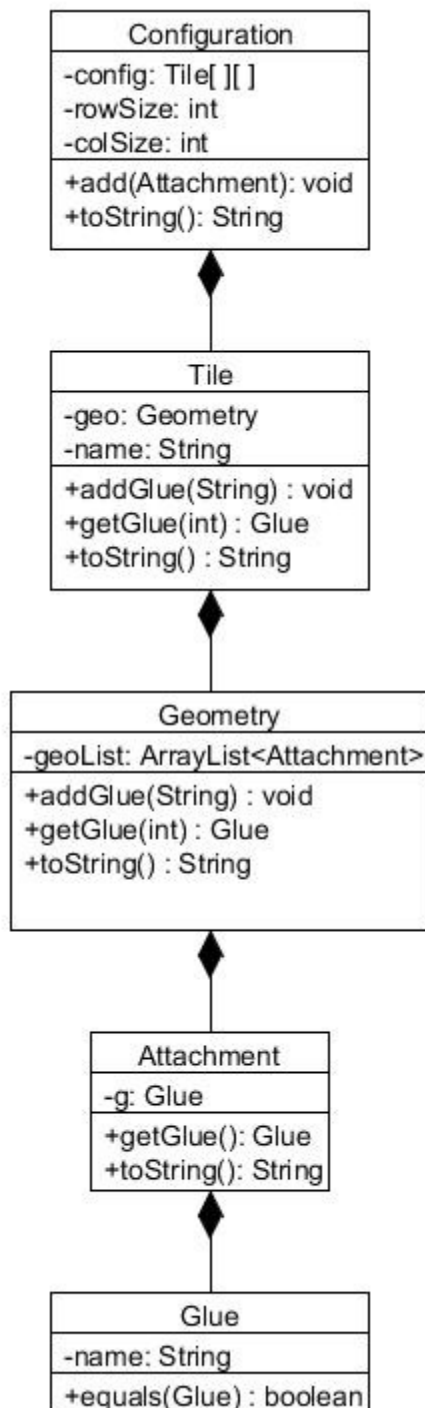 Configuration
-config: Tile[ ][ ]
-rowSize: int
-colSize: int
+add(Attachment): void
+toString(): String
Tile
-geo: Geometry
-name: String
+addGlue(String) : void
+getGlue(int) : Glue
+toString() : String
Geometry
-geoList: ArrayList<Attachment>
+addGlue(String) : void
+getGlue(int) : Glue
+toString() : String
Attachment
-g: Glue
+getGlue(): Glue
+toString(): String
Glue
-name: String
+equals(Glue) : boolean